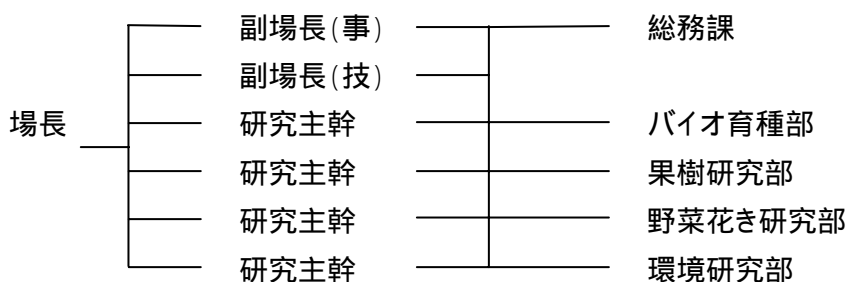 副場長(事) 総務課
副場長(技)
場長 研究主幹 バイオ育種部
研究主幹 果樹研究部
研究主幹 野菜花き研究部
研究主幹 環境研究部